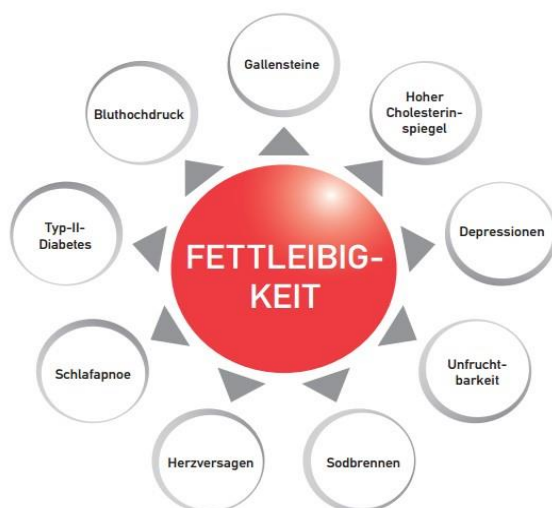 Gallensteine
Hoher
Cholesterin-
spiegel
Depressionen
Unfrucht-
barkeit
Sodbrennen
Herzversagen
Schlafapnoe
Typ-II-
Diabetes
Bluthochdruck
FETTLEIBIG-
KEIT